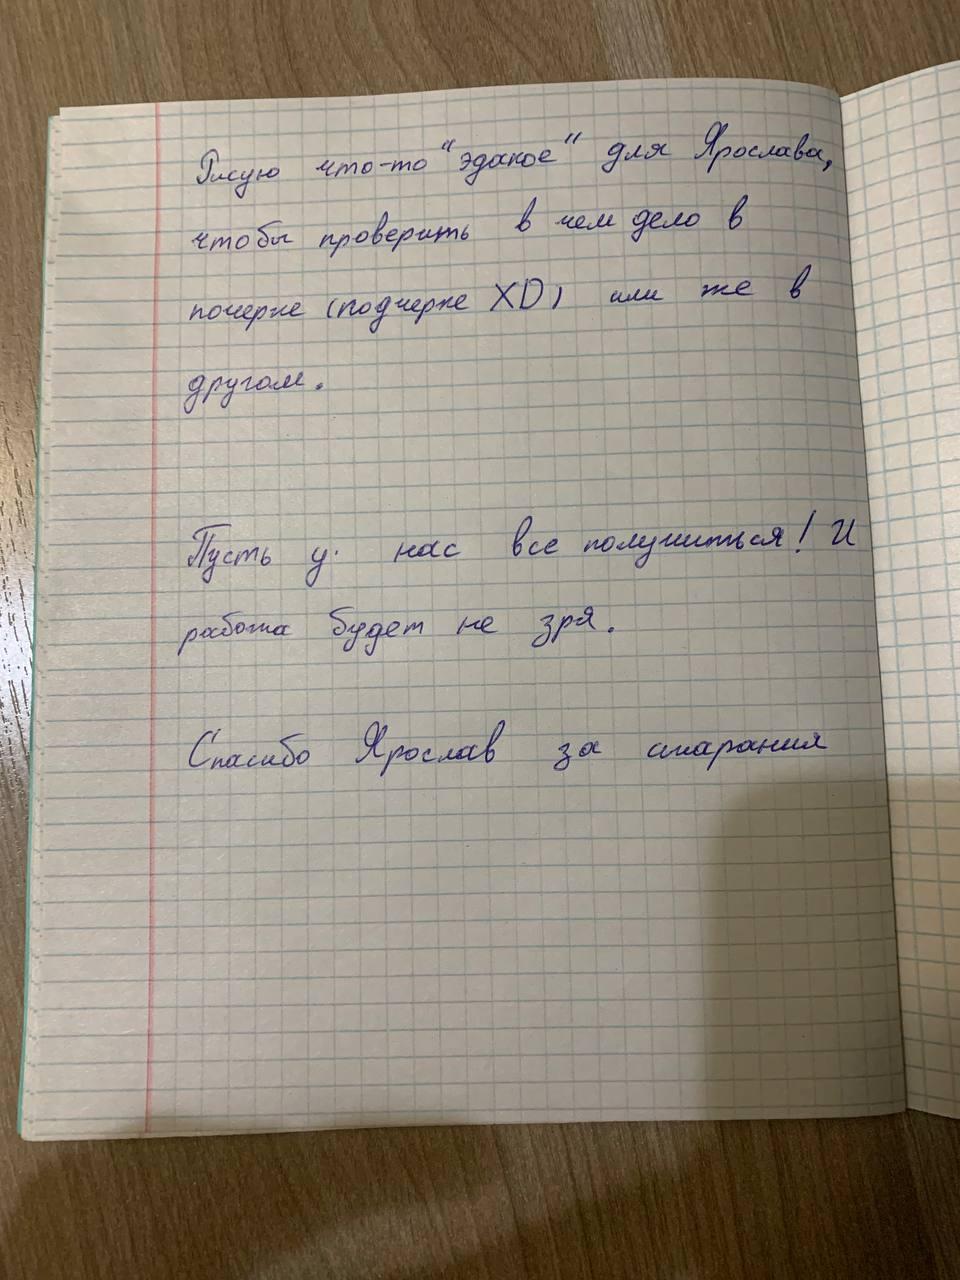 Рисую что-то "эдакое" для Ярослава,
чтобы проверить в чем дело в
почерке (подчерке XD) или же в
другом.
Пусть у нас все получиться! И
работа будет не зря.
Спасибо Ярослав за старания